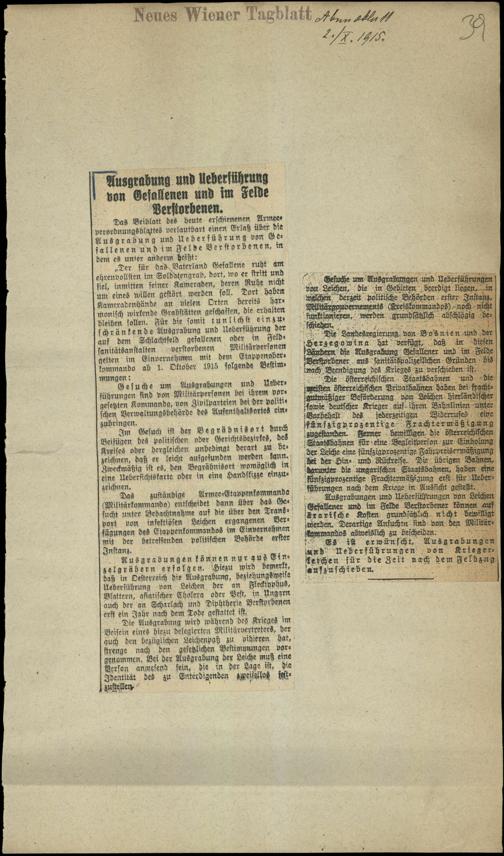 Neues Wiener Tagblatt Abendblatt
2./X. 1915.
39
Ausgrabung und Ueberführung
von Gefallenen und im Felde
Verstorbenen.
Das Beiblatt des heute erschienenen Armee-
verordnungsblattes verlautbart einen Erlaß über die
Ausgrabung und Ueberführung von Ge-
fallenen und im Felde Verstorbenen, in
dem es unter anderm heißt:
„Der für das Vaterland Gefallene ruht am
ehrenvollsten im Soldatengrab, dort, wo er stritt und
fiel, inmitten seiner Kameraden, deren Ruhe nicht
um eines willen gestört werden soll. Dort haben
Kameradenhände an vielen Orten bereits har-
monisch wirkende Grabstätten geschaffen, die erhalten
bleiben sollen. Für die somit tunlichst einzu-
schränkende Ausgrabung und Ueberführung der
auf dem Schlachtfeld gefallenen oder in Feld-
sanitätsanstalten verstorbenen Militärpersonen
gelten im Einvernehmen mit dem Etappenober-
kommando ab 1. Oktober 1915 folgende Bestim-
mungen:
Gesuche um Ausgrabungen und Ueber-
führungen sind von Militärpersonen bei ihrem vor-
gesetzten Kommando, von Zivilparteien bei der politi-
schen Verwaltungsbehörde des Aufenthaltsortes einzu-
bringen.
Im Gesuch ist der Begräbnisort durch
Beifügen des politischen oder Gerichtsbezirkes, des
Kreises oder dergleichen unbedingt derart zu be-
zeichnen, daß er leicht aufgefunden werden kann.
Zweckmäßig ist es, den Begräbnisort womöglich in
eine Uebersichtskarte oder in eine Handskizze einzu-
zeichnen.
Das zuständige Armee-Etappenkommando
(Militärkommando) entscheidet dann über das Ge-
such unter Bedachtnahme auf die über den Trans-
port von infektiösen Leichen ergangenen Ver-
fügungen des Etappenkommandos im Einvernehmen
mit der betreffenden politischen Behörde erster
Instanz.
Ausgrabungen können nur aus Ein-
zelgräbern erfolgen. Hiezu wird bemerkt,
daß in Oesterreich die Ausgrabung, beziehungsweise
Ueberführung von Leichen der an Flecktyphus,
Blattern, asiatischer Cholera oder Pest, in Ungarn
auch der an Scharlach und Diphtherie Verstorbenen
erst ein Jahr nach dem Tode gestattet ist.
Die Ausgrabung wird während des Krieges im
Beisein eines hiezu delegierten Militärvertreters, der
auch den bezüglichen Leichenpaß zu vidieren hat,
strenge nach den gesetzlichen Bestimmungen vor-
genommen. Bei der Ausgrabung der Leiche muß eine
Person anwesend sein, die in der Lage ist, die
Identität des zu Enterdigenden zweifellos fest-
zustellen.
Gesuche um Ausgrabungen und Ueberführungen
von Leichen, die in Gebieten beerdigt liegen, in
welchen derzeit politische Behörden erster Instanz,
Militärgouvernements (Kreiskommandos) noch nicht
funktionieren, werden grundsätzlich abschlägig be-
schieden.
Die Landesregierung von Bosnien und der
Herzegowina hat verfügt, daß in diesen
Ländern die Ausgrabung Gefallener und im Felde
Verstorbener aus sanitätspolizeilichen Gründen bis
nach Beendigung des Krieges zu verschieben ist.
Die österreichischen Staatsbahnen und die
meisten österreichischen Privatbahnen haben bei fracht-
gutmäßiger Beförderung von Leichen hierländischer
sowie deutscher Krieger auf ihren Bahnlinien unter
Vorbehalt des jederzeitigen Widerrufes eine
fünfzigprozentige Frachtermäßigung
zugestanden. Ferner bewilligen die österreichischen
Staatsbahnen für die Begleitperson zur Einholung
der Leiche eine fünfzigprozentige Fahrpreisermäßigung
bei der Hin- und Rückreise. Die übrigen Bahnen,
darunter die ungarischen Staatsbahnen, haben eine
fünfzigprozentige Frachtermäßigung erst für Ueber-
führungen nach dem Kriege in Aussicht gestellt.
Ausgrabungen und Ueberführungen von Leichen
Gefallener und im Felde Verstorbener können auf
ärarische Kosten grundsätzlich nicht bewilligt
werden. Derartige Ansuchen sind von den Militär-
kommandos abweislich zu bescheiden.
Es ist erwünscht, Ausgrabungen
und Ueberführungen von Krieger-
leichen für die Zeit nach dem Feldzug
aufzuschieben.